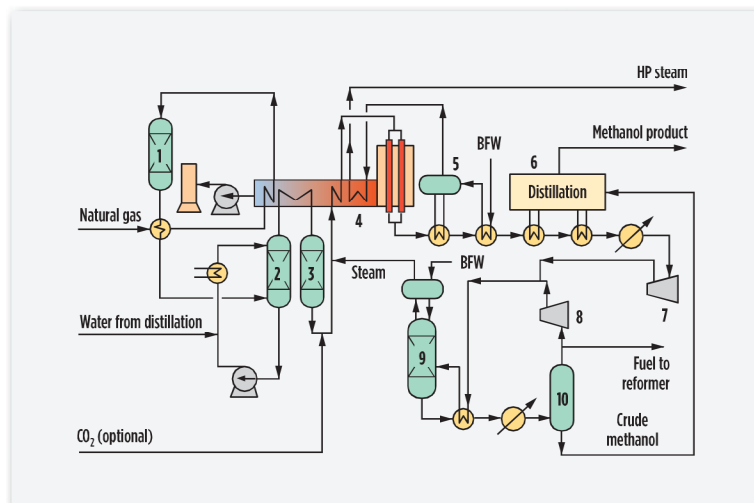 HP steam
Methanol product
BFW
6
5
1
Distillation
Natural gas
4
2
3
Steam
BFW
7
8
Water from distillation
9
Fuel to
reformer
10
Crude
methanol
CO₂ (optional)